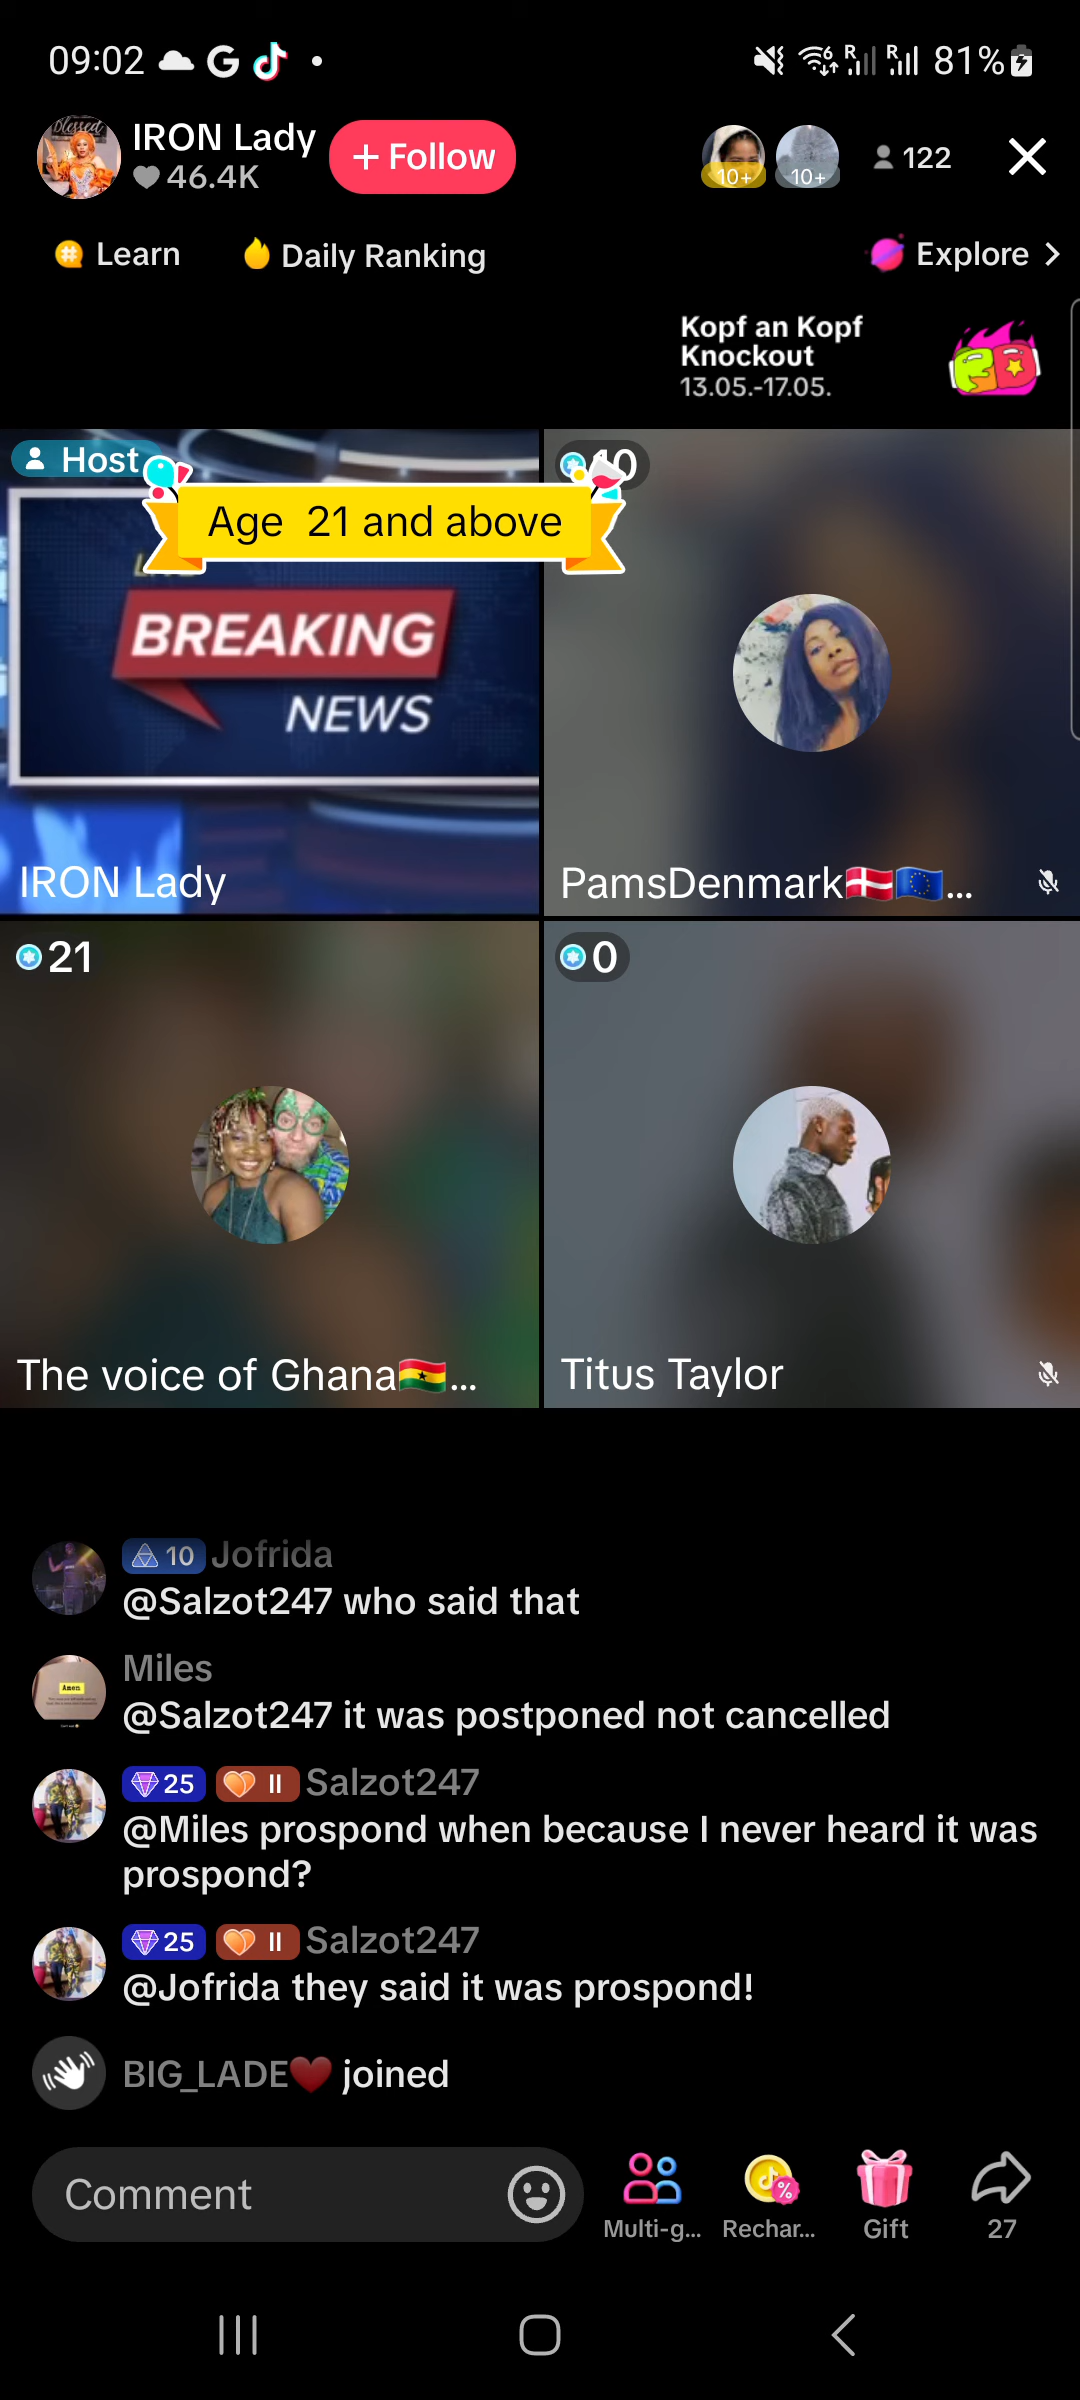 09:02
81%
IRON Lady
46.4K
+ Follow
10+
10+
122
Learn
Daily Ranking
Explore
Kopf an Kopf
Knockout
13.05.-17.05.
Host
Age 21 and above
BREAKING
NEWS
IRON Lady
PamsDenmark🇩🇰🇪🇺...
21
0
The voice of Ghana🇬🇭...
Titus Taylor
10 Jofrida
@Salzot247 who said that
Miles
@Salzot247 it was postponed not cancelled
25 II Salzot247
@Miles prospond when because I never heard it was
prospond?
25 II Salzot247
@Jofrida they said it was prospond!
BIG_LADE❤️ joined
Comment
Multi-g...
Rechar...
Gift
27